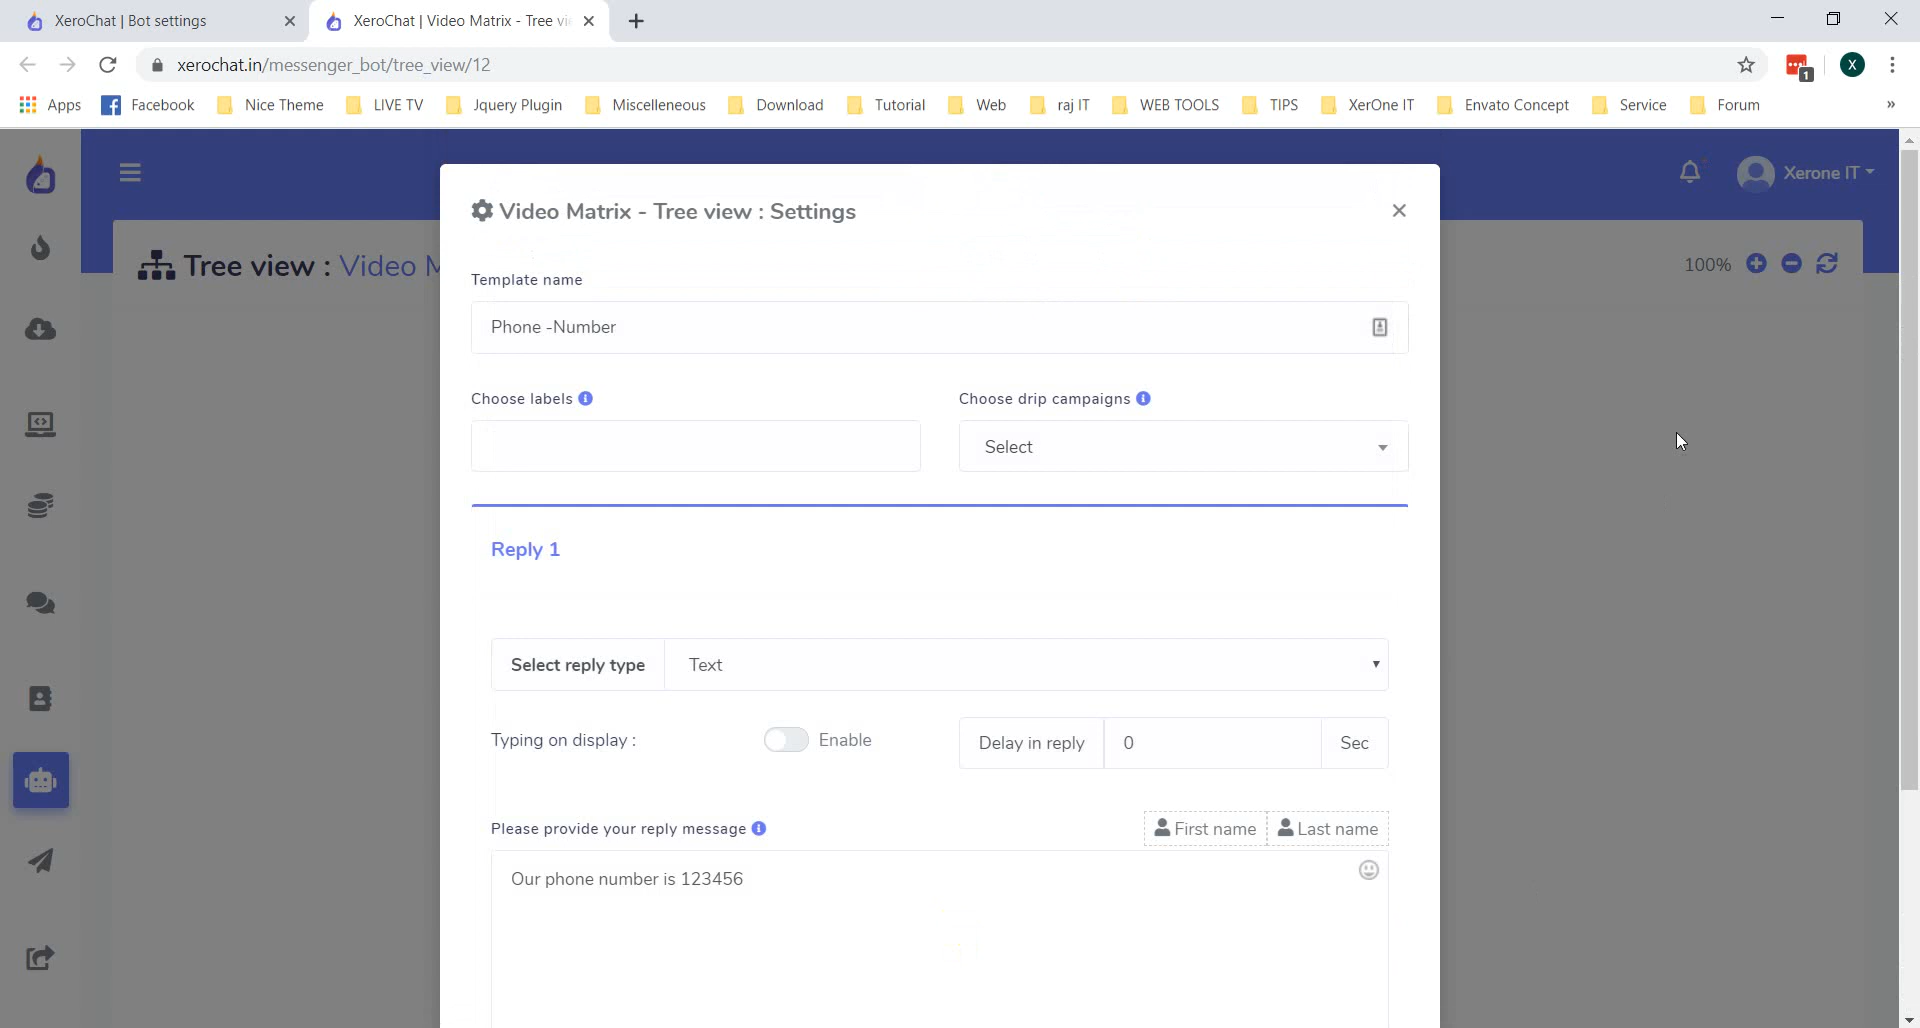 XeroChat | Bot settings
XeroChat | Video Matrix - Tree vi
xerochat.in/messenger_bot/tree_view/12
1
X
Apps Facebook Nice Theme LIVE TV Jquery Plugin Miscelleneous Download Tutorial Web raj IT WEB TOOLS TIPS XerOne IT Envato Concept Service Forum »
Xerone IT
Tree view : Video M
100%
Video Matrix - Tree view : Settings
Template name
Phone -Number
Choose labels
Choose drip campaigns
Select
Reply 1
Select reply type Text
Typing on display : Enable Delay in reply 0 Sec
Please provide your reply message First name Last name
Our phone number is 123456